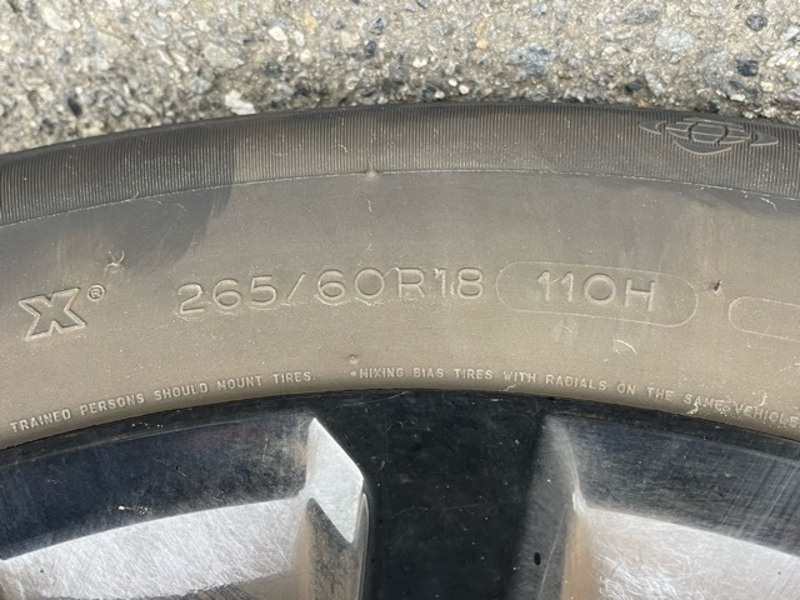 X® 265/60R18 110H
TRAINED PERSONS SHOULD MOUNT TIRES. •MIXING BIAS TIRES WITH RADIALS ON THE SAME VEHICLE